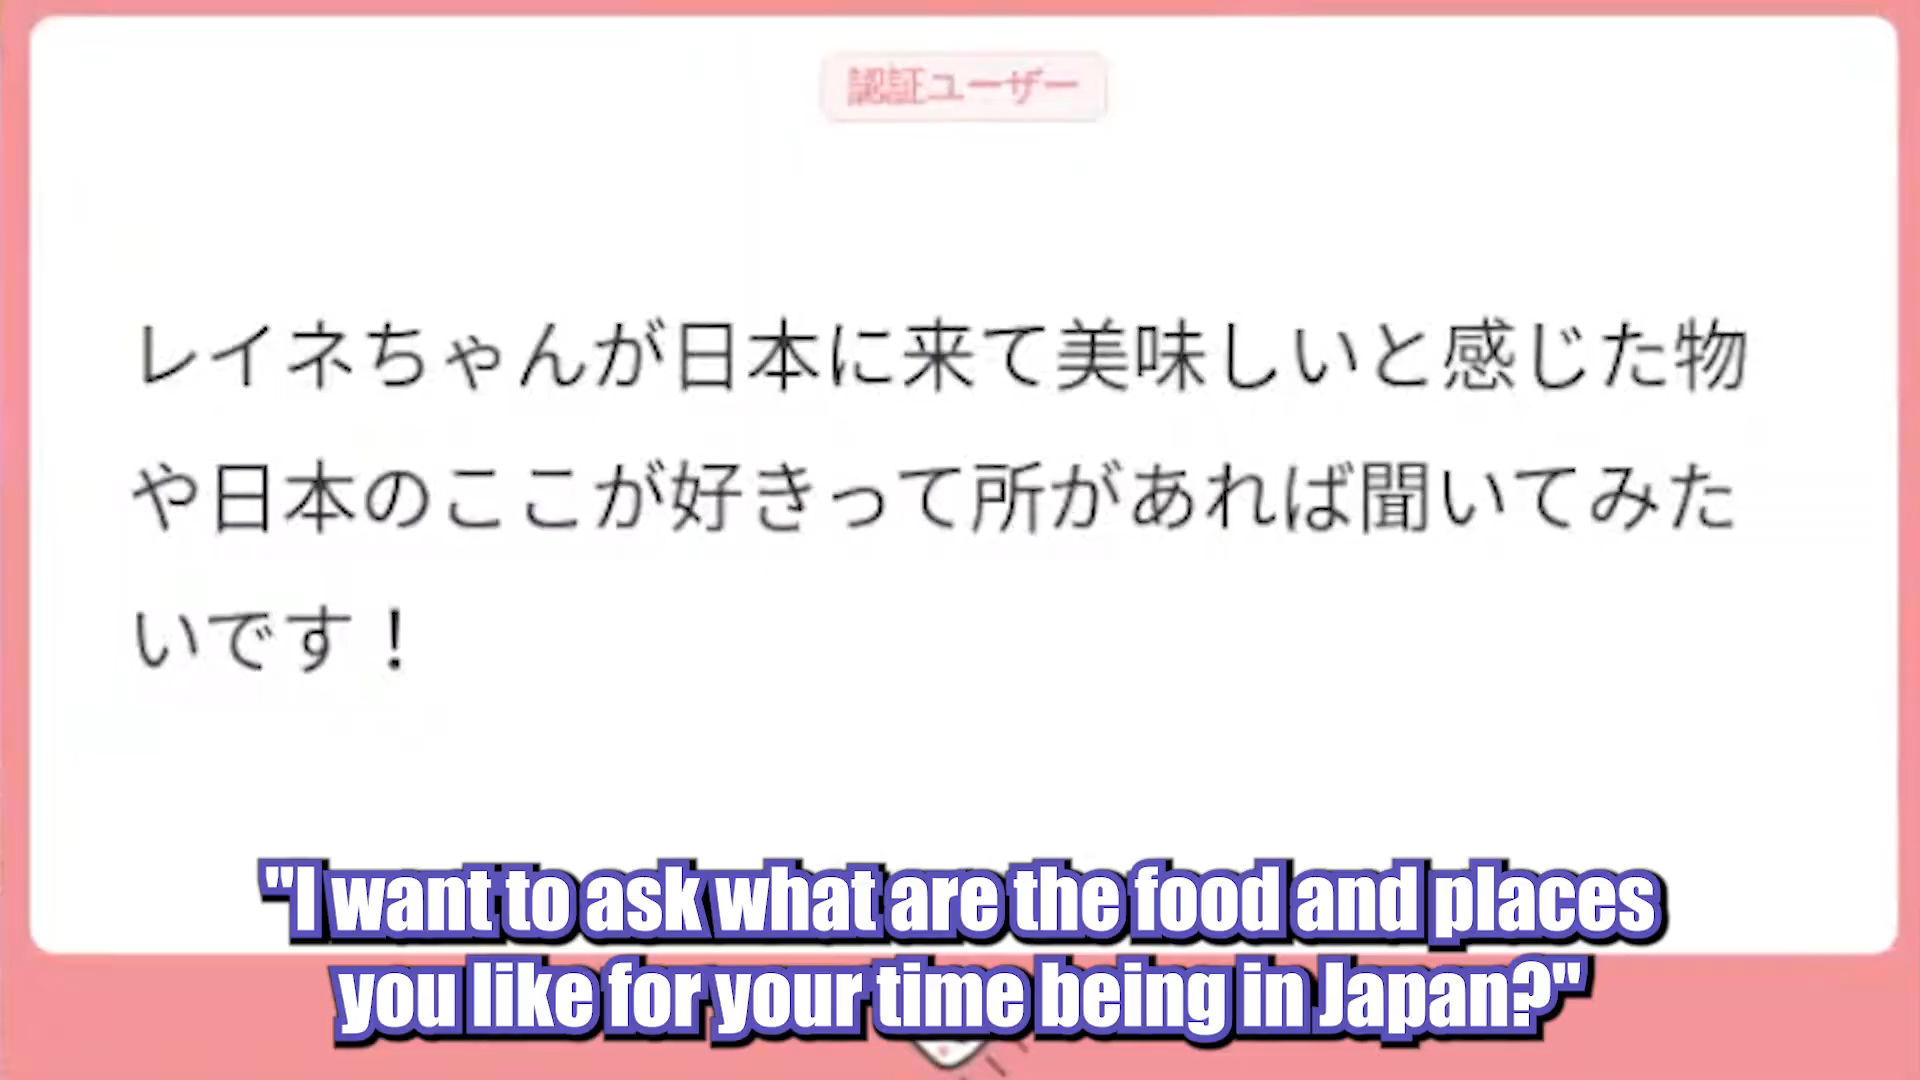 認証ユーザー
レイネちゃんが日本に来て美味しいと感じた物
や日本のここが好きって所があれば聞いてみた
いです！
"I want to ask what are the food and places
you like for your time being in Japan?"